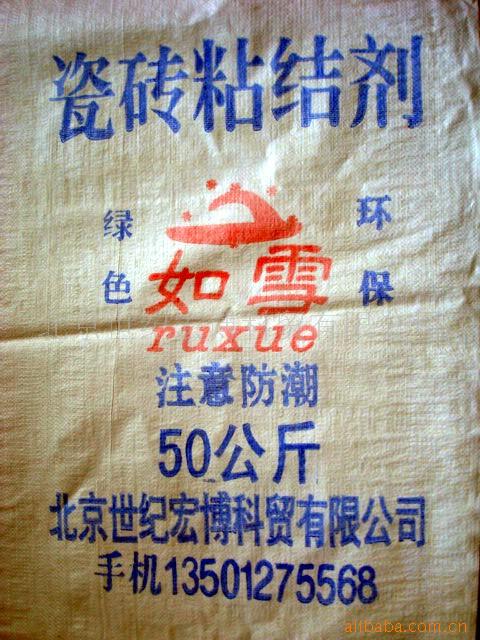 瓷砖粘结剂
绿色
环保
如雪
ruxue
注意防潮
50公斤
北京世纪宏博科贸有限公司
手机13501275568
alibaba.com.cn